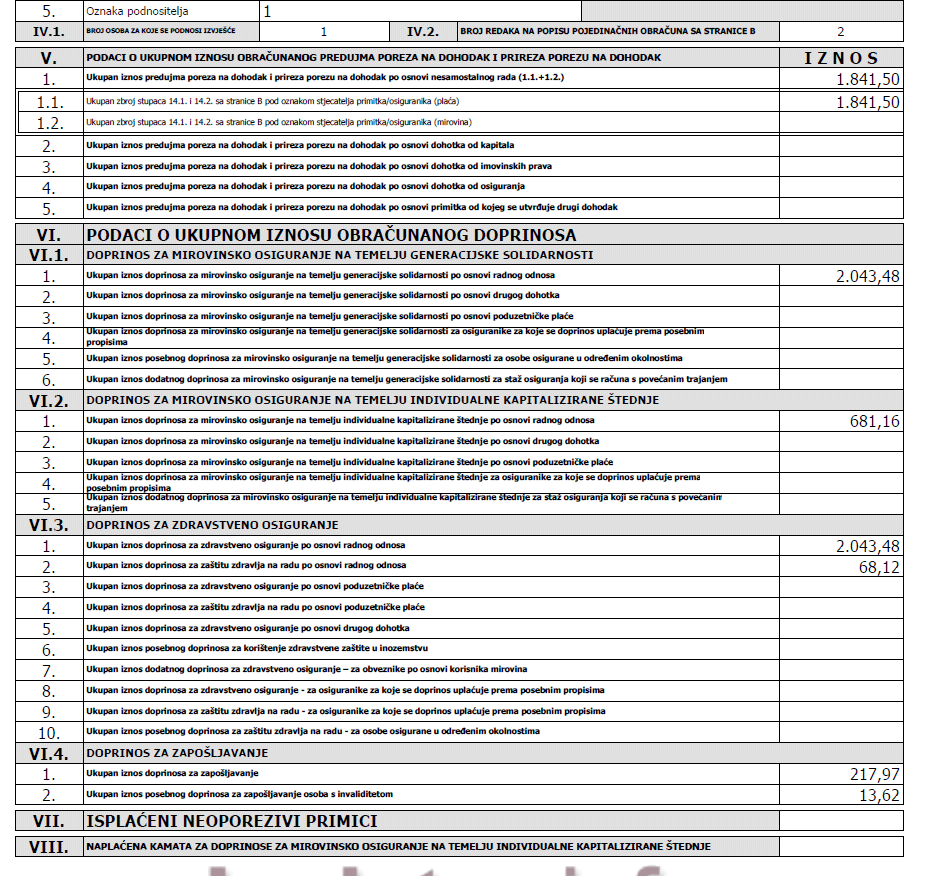 5. Oznaka podnositelja 1
IV.1. BROJ OSOBA ZA KOJE SE PODNOSI IZVJEŠĆE 1 IV.2. BROJ REDAKA NA POPISU POJEDINAČNIH OBRAČUNA SA STRANICE B 2
V. PODACI O UKUPNOM IZNOSU OBRAČUNANOG PREDUJMA POREZA NA DOHODAK I PRIREZA POREZU NA DOHODAK I Z N O S
1. Ukupan iznos predujma poreza na dohodak i prireza porezu na dohodak po osnovi nesamostalnog rada (1.1.+1.2.) 1.841,50
1.1. Ukupan zbroj stupaca 14.1. i 14.2. sa stranice B pod oznakom stjecatelja primitka/osiguranika (plaća) 1.841,50
1.2. Ukupan zbroj stupaca 14.1. i 14.2. sa stranice B pod oznakom stjecatelja primitka/osiguranika (mirovina)
2. Ukupan iznos predujma poreza na dohodak i prireza porezu na dohodak po osnovi dohotka od kapitala
3. Ukupan iznos predujma poreza na dohodak i prireza porezu na dohodak po osnovi dohotka od imovinskih prava
4. Ukupan iznos predujma poreza na dohodak i prireza porezu na dohodak po osnovi dohotka od osiguranja
5. Ukupan iznos predujma poreza na dohodak i prireza porezu na dohodak po osnovi primitka od kojeg se utvrđuje drugi dohodak
VI. PODACI O UKUPNOM IZNOSU OBRAČUNANOG DOPRINOSA
VI.1. DOPRINOS ZA MIROVINSKO OSIGURANJE NA TEMELJU GENERACIJSKE SOLIDARNOSTI
1. Ukupan iznos doprinosa za mirovinsko osiguranje na temelju generacijske solidarnosti po osnovi radnog odnosa 2.043,48
2. Ukupan iznos doprinosa za mirovinsko osiguranje na temelju generacijske solidarnosti po osnovi drugog dohotka
3. Ukupan iznos doprinosa za mirovinsko osiguranje na temelju generacijske solidarnosti po osnovi poduzetničke plaće
4. Ukupan iznos doprinosa za mirovinsko osiguranje na temelju generacijske solidarnosti za osiguranike za koje se doprinos uplaćuje prema posebnim
propisima
5. Ukupan iznos posebnog doprinosa za mirovinsko osiguranje na temelju generacijske solidarnosti za osobe osigurane u određenim okolnostima
6. Ukupan iznos dodatnog doprinosa za mirovinsko osiguranje na temelju generacijske solidarnosti za staž osiguranja koji se računa s povećanim trajanjem
VI.2. DOPRINOS ZA MIROVINSKO OSIGURANJE NA TEMELJU INDIVIDUALNE KAPITALIZIRANE ŠTEDNJE
1. Ukupan iznos doprinosa za mirovinsko osiguranje na temelju individualne kapitalizirane štednje po osnovi radnog odnosa 681,16
2. Ukupan iznos doprinosa za mirovinsko osiguranje na temelju individualne kapitalizirane štednje po osnovi drugog dohotka
3. Ukupan iznos doprinosa za mirovinsko osiguranje na temelju individualne kapitalizirane štednje po osnovi poduzetničke plaće
4. Ukupan iznos doprinosa za mirovinsko osiguranje na temelju individualne kapitalizirane štednje za osiguranike za koje se doprinos uplaćuje prema
posebnim propisima
5. Ukupan iznos dodatnog doprinosa za mirovinsko osiguranje na temelju individualne kapitalizirane štednje za staž osiguranja koji se računa s povećanim
trajanjem
VI.3. DOPRINOS ZA ZDRAVSTVENO OSIGURANJE
1. Ukupan iznos doprinosa za zdravstveno osiguranje po osnovi radnog odnosa 2.043,48
2. Ukupan iznos doprinosa za zaštitu zdravlja na radu po osnovi radnog odnosa 68,12
3. Ukupan iznos doprinosa za zdravstveno osiguranje po osnovi poduzetničke plaće
4. Ukupan iznos doprinosa za zaštitu zdravlja na radu po osnovi poduzetničke plaće
5. Ukupan iznos doprinosa za zdravstveno osiguranje po osnovi drugog dohotka
6. Ukupan iznos posebnog doprinosa za korištenje zdravstvene zaštite u inozemstvu
7. Ukupan iznos dodatnog doprinosa za zdravstveno osiguranje – za obveznike po osnovi korisnika mirovina
8. Ukupan iznos doprinosa za zdravstveno osiguranje - za osiguranike za koje se doprinos uplaćuje prema posebnim propisima
9. Ukupan iznos doprinosa za zaštitu zdravlja na radu - za osiguranike za koje se doprinos uplaćuje prema posebnim propisima
10. Ukupan iznos posebnog doprinosa za zaštitu zdravlja na radu - za osobe osigurane u određenim okolnostima
VI.4. DOPRINOS ZA ZAPOŠLJAVANJE
1. Ukupan iznos doprinosa za zapošljavanje 217,97
2. Ukupan iznos posebnog doprinosa za zapošljavanje osoba s invaliditetom 13,62
VII. ISPLAĆENI NEOPOREZIVI PRIMICI
VIII. NAPLAĆENA KAMATA ZA DOPRINOSE ZA MIROVINSKO OSIGURANJE NA TEMELJU INDIVIDUALNE KAPITALIZIRANE ŠTEDNJE